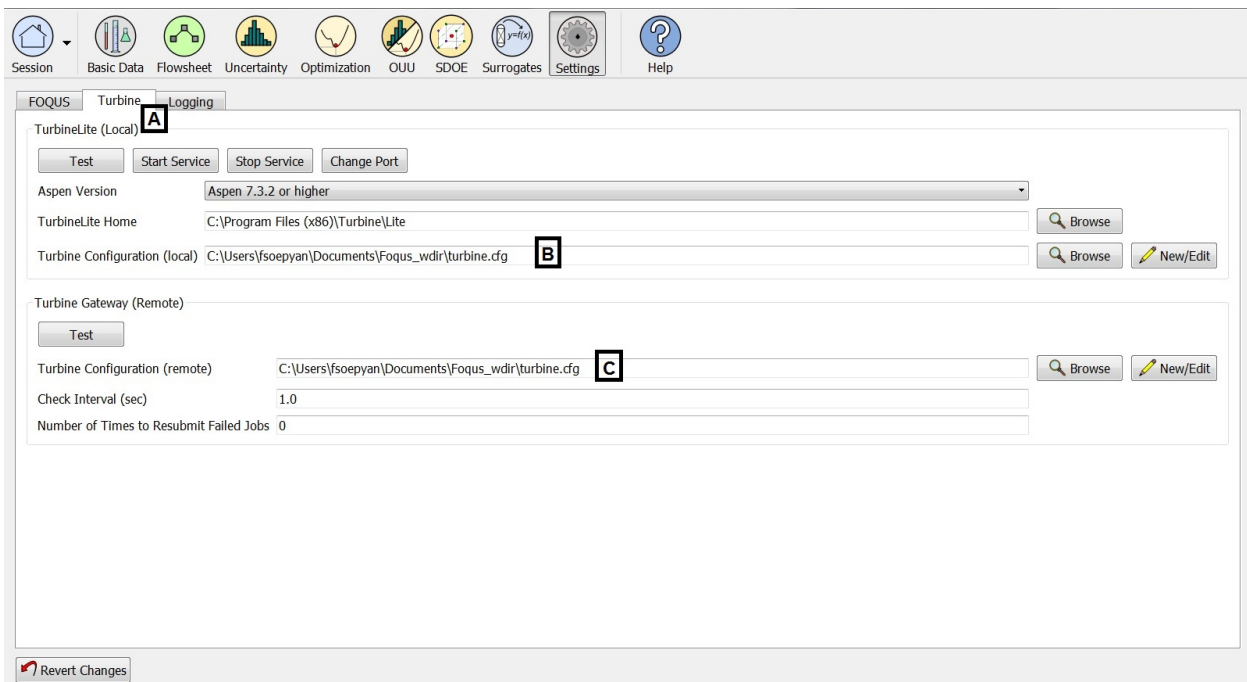 y=f(x)
Session Basic Data Flowsheet Uncertainty Optimization OUU SDOE Surrogates Settings Help
FOQUS Turbine Logging
A
TurbineLite (Local)
Test Start Service Stop Service Change Port
Aspen Version Aspen 7.3.2 or higher
TurbineLite Home C:\Program Files (x86)\Turbine\Lite Browse
Turbine Configuration (local) C:\Users\fsoepyan\Documents\Foqus_wdir\turbine.cfg B Browse New/Edit
Turbine Gateway (Remote)
Test
Turbine Configuration (remote) C:\Users\fsoepyan\Documents\Foqus_wdir\turbine.cfg C Browse New/Edit
Check Interval (sec) 1.0
Number of Times to Resubmit Failed Jobs 0
Revert Changes